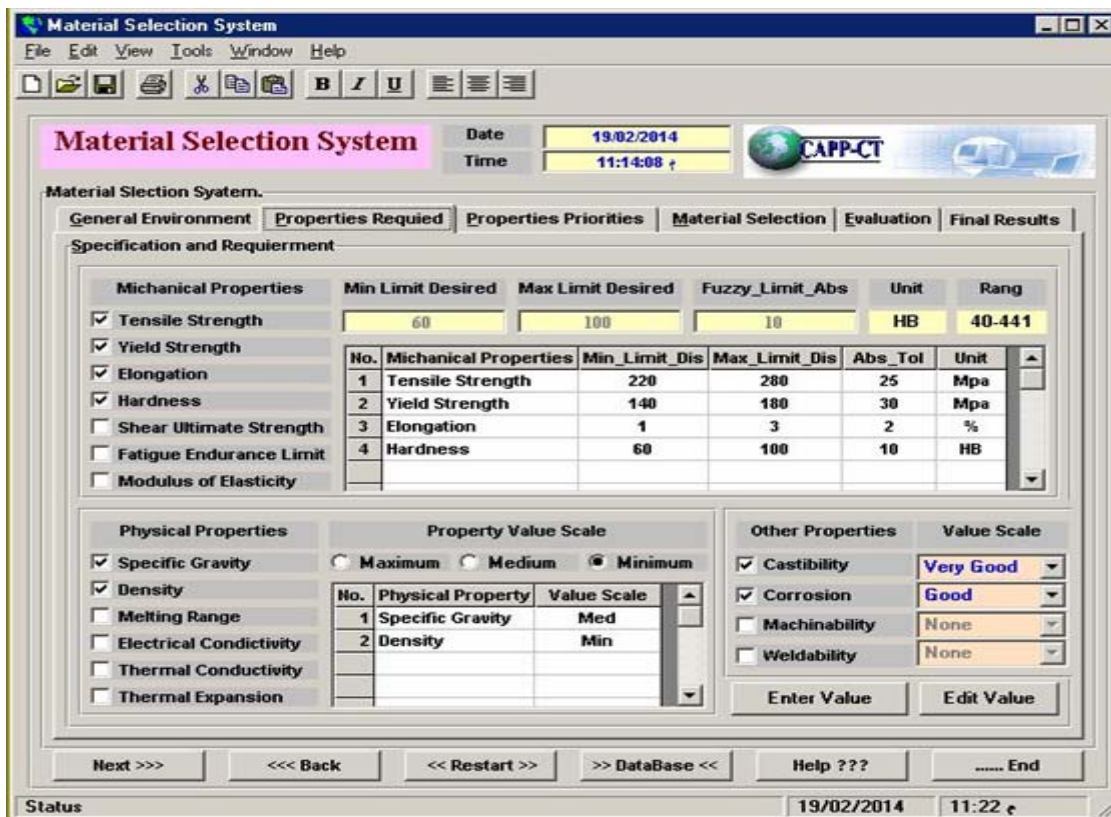 Material Selection System
File Edit View Tools Window Help
B I U
Material Selection System
Date 19/02/2014
Time 11:14:08 م
CAPP-CT
Material Slection Syatem.
General Environment Properties Requied Properties Priorities Material Selection Evaluation Final Results
Specification and Requierment
Michanical Properties Min Limit Desired Max Limit Desired Fuzzy_Limit_Abs Unit Rang
Tensile Strength 60 100 10 HB 40-441
Yield Strength
Elongation
Hardness
Shear Ultimate Strength
Fatigue Endurance Limit
Modulus of Elasticity
No. Michanical Properties Min_Limit_Dis Max_Limit_Dis Abs_Tol Unit
1 Tensile Strength 220 280 25 Mpa
2 Yield Strength 140 180 30 Mpa
3 Elongation 1 3 2 %
4 Hardness 60 100 10 HB
Physical Properties
Specific Gravity
Density
Melting Range
Electrical Condictivity
Thermal Conductivity
Thermal Expansion
Property Value Scale
Maximum Medium Minimum
No. Physical Property Value Scale
1 Specific Gravity Med
2 Density Min
Other Properties Value Scale
Castibility Very Good
Corrosion Good
Machinability None
Weldability None
Enter Value Edit Value
Next >>> <<< Back << Restart >> >> DataBase << Help ??? ...... End
Status 19/02/2014 11:22 م